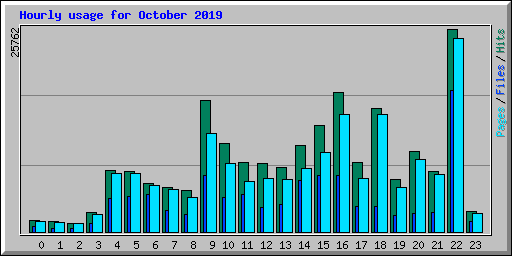 Hourly usage for October 2019
25762
Pages / Files / Hits
0 1 2 3 4 5 6 7 8 9 10 11 12 13 14 15 16 17 18 19 20 21 22 23